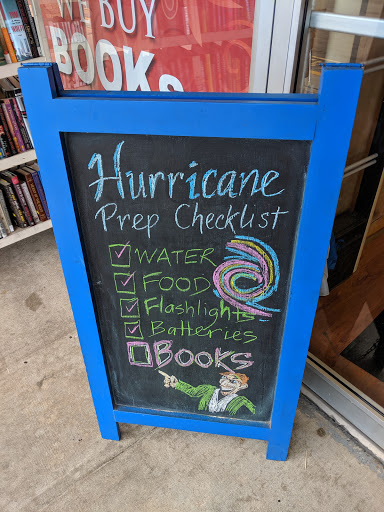 WE BUY
BOOKS
Hurricane
Prep Checklist
WATER
FOOD
Flashlights
Batteries
BOOKS